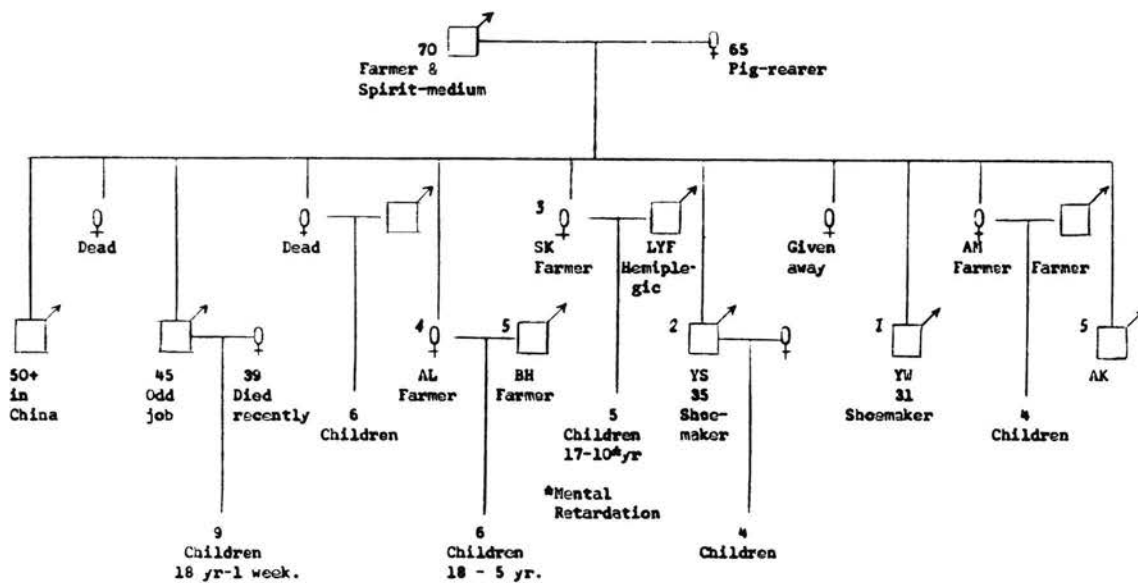 70
Farmer &
Spirit-medium
65
Pig-rearer
Dead
Dead
3
SK
Farmer
LYF
Hemiple-
gic
Given
away
AM
Farmer
Farmer
50+
in
China
45
Odd
job
39
Died
recently
6
Children
4
AL
Farmer
5
BH
Farmer
5
Children
17-10*yr
*Mental
Retardation
2
YS
35
Shoe-
maker
1
YW
31
Shoemaker
4
Children
5
AK
9
Children
18 yr-1 week.
6
Children
18 - 5 yr.
4
Children